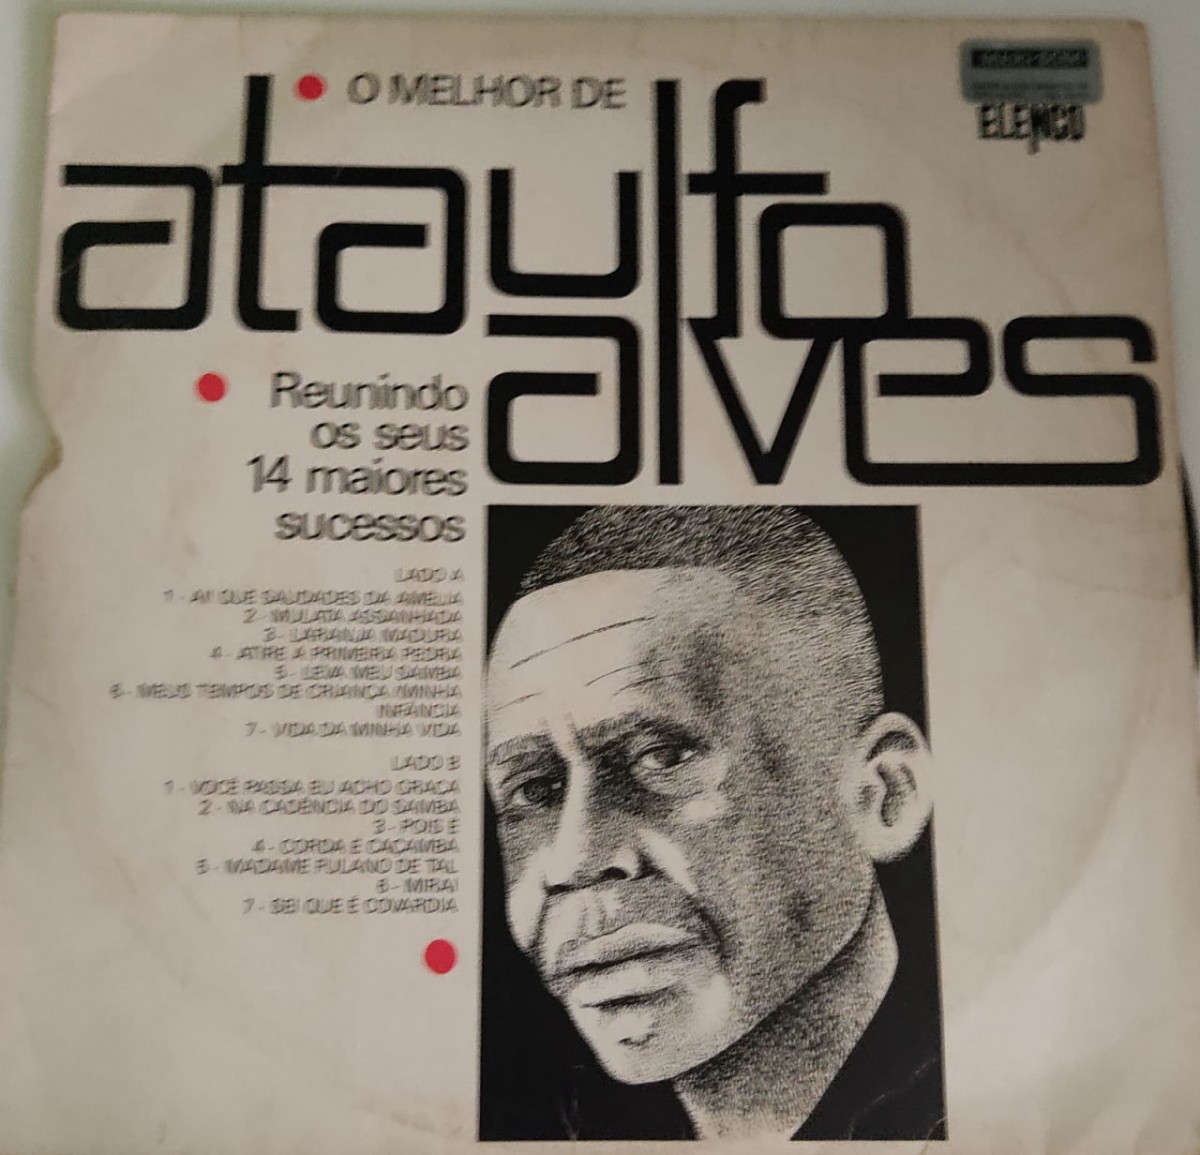 O MELHOR DE
ataulfo
alves
ELENCO
Reunindo
os seus
14 maiores
sucessos
LADO A
1 - AI QUE SAUDADES DA AMELIA
2 - MULATA ASSANHADA
3 - LARANJA MADURA
4 - ATIRE A PRIMEIRA PEDRA
5 - LEVA MEU SAMBA
6 - MEUS TEMPOS DE CRIANÇA (MINHA
INFÂNCIA
7 - VIDA DA MINHA VIDA
LADO B
1 - VOCÊ PASSA EU ACHO GRAÇA
2 - NA CADÊNCIA DO SAMBA
3 - POIS É
4 - CORDA E CAÇAMBA
5 - MADAME FULANO DE TAL
6 - MIRAI
7 - SEI QUE É COVARDIA